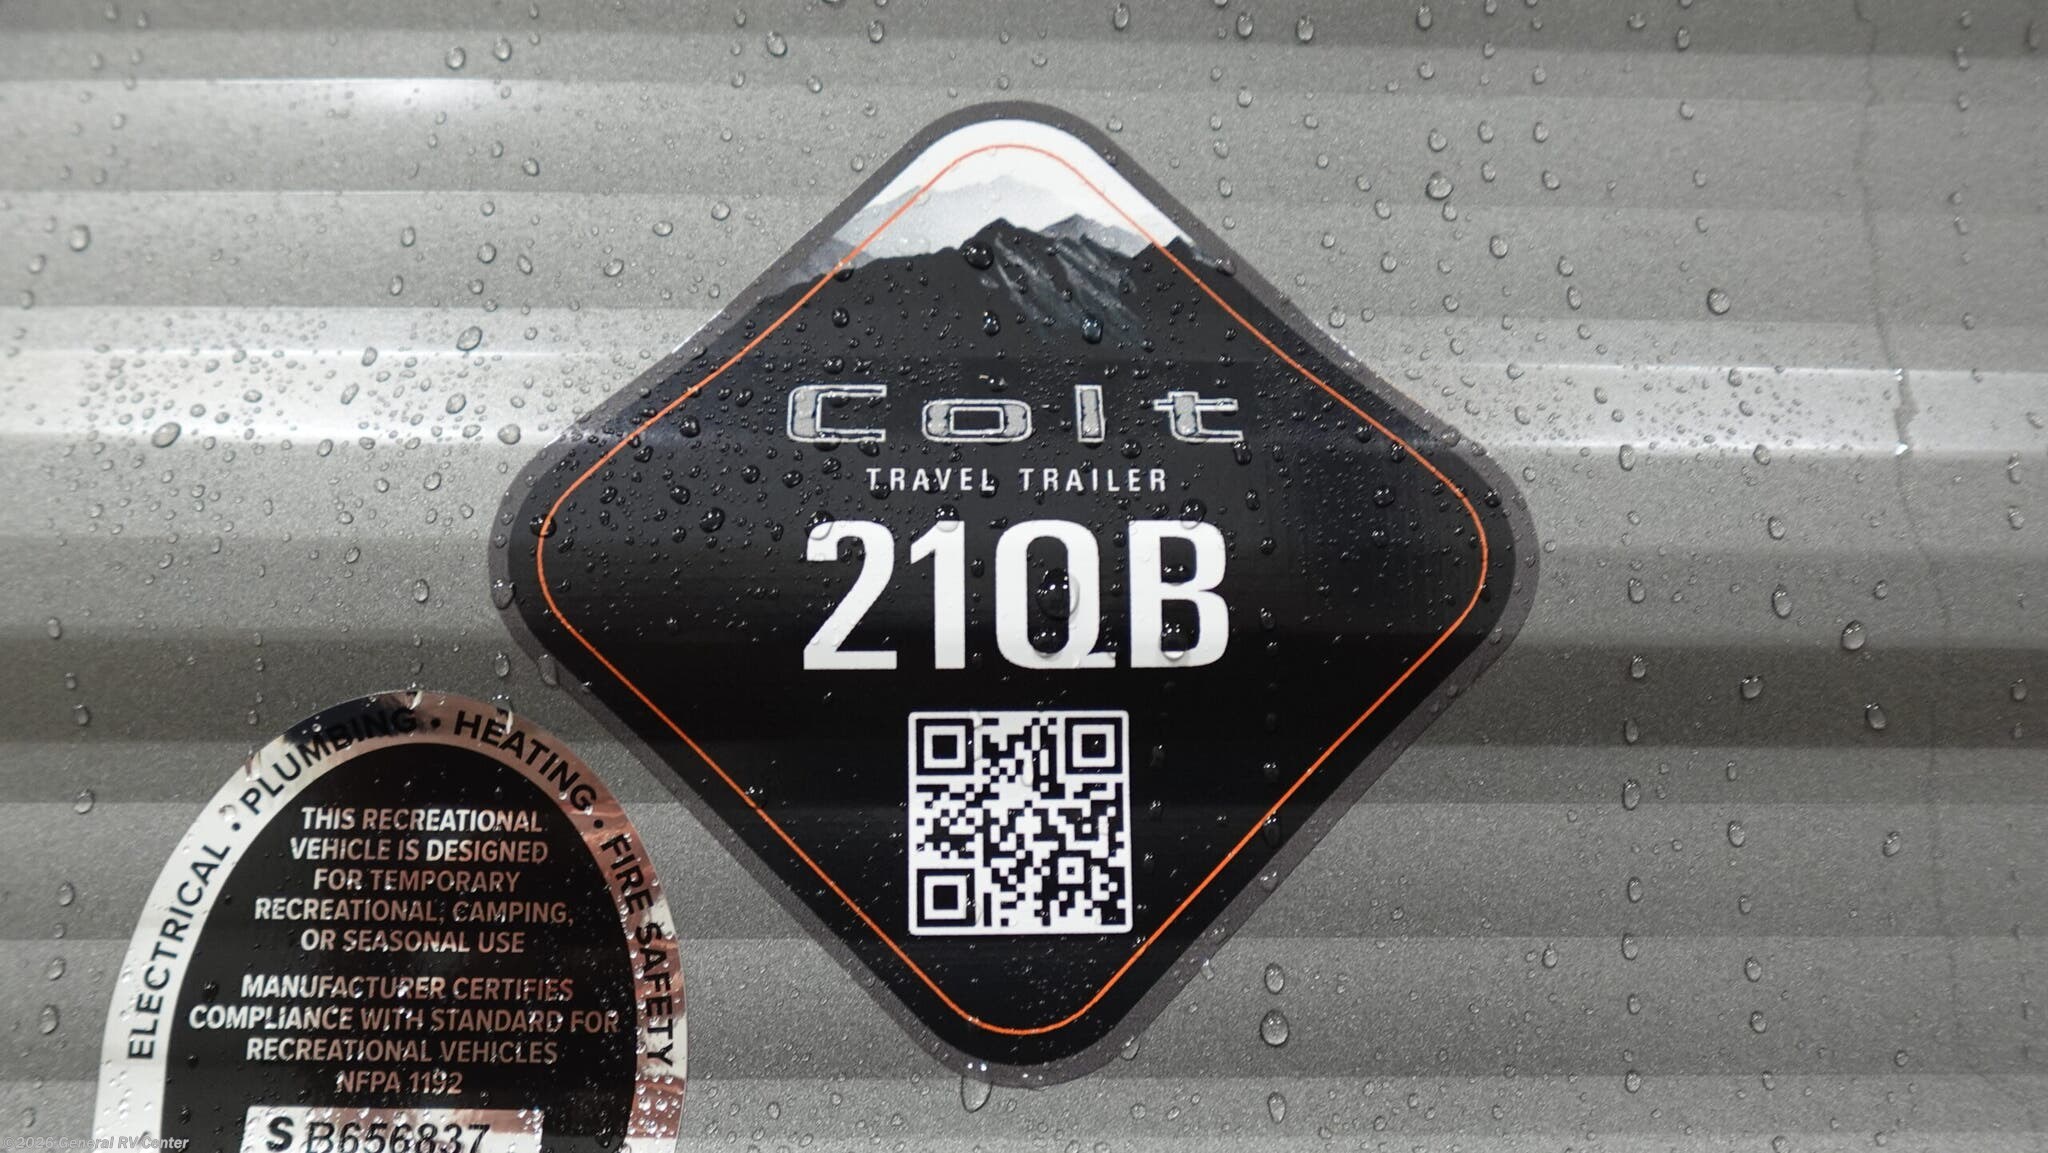 Colt
TRAVEL TRAILER
21QB
ELECTRICAL • PLUMBING • HEATING • FIRE SAFETY
THIS RECREATIONAL
VEHICLE IS DESIGNED
FOR TEMPORARY
RECREATIONAL, CAMPING,
OR SEASONAL USE
MANUFACTURER CERTIFIES
COMPLIANCE WITH STANDARD FOR
RECREATIONAL VEHICLES
NFPA 1192
S B656837
©2026 General RV Center